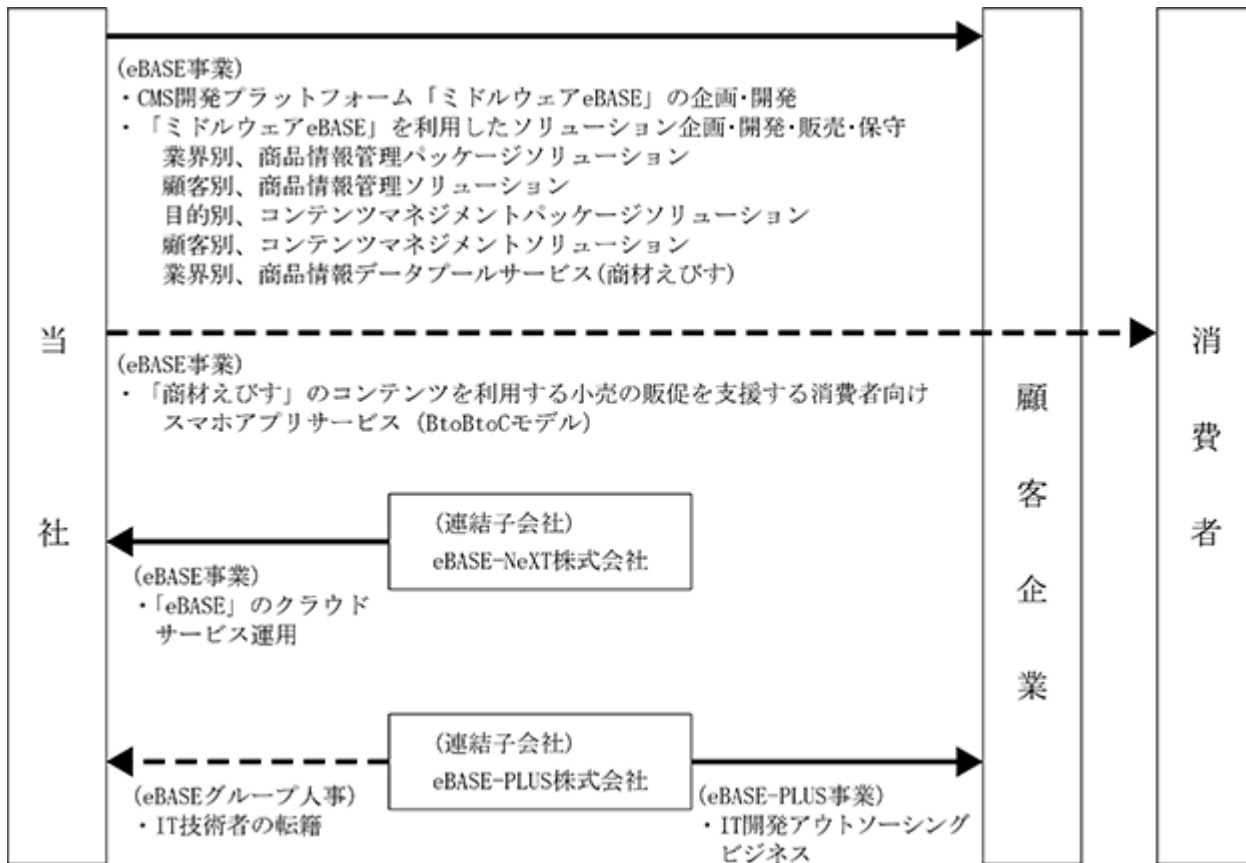 (eBASE事業)
・CMS開発プラットフォーム「ミドルウェアeBASE」の企画・開発
・「ミドルウェアeBASE」を利用したソリューション企画・開発・販売・保守
業界別、商品情報管理パッケージソリューション
顧客別、商品情報管理ソリューション
目的別、コンテンツマネジメントパッケージソリューション
顧客別、コンテンツマネジメントソリューション
業界別、商品情報データプールサービス(商材えびす)
当社
(eBASE事業)
・「商材えびす」のコンテンツを利用する小売の販促を支援する消費者向け
スマホアプリサービス (BtoBtoCモデル)
顧客企業
消費者
(連結子会社)
eBASE-NeXT株式会社
(eBASE事業)
・「eBASE」のクラウド
サービス運用
(連結子会社)
eBASE-PLUS株式会社
(eBASEグループ人事)
・IT技術者の転籍
(eBASE-PLUS事業)
・IT開発アウトソーシング
ビジネス